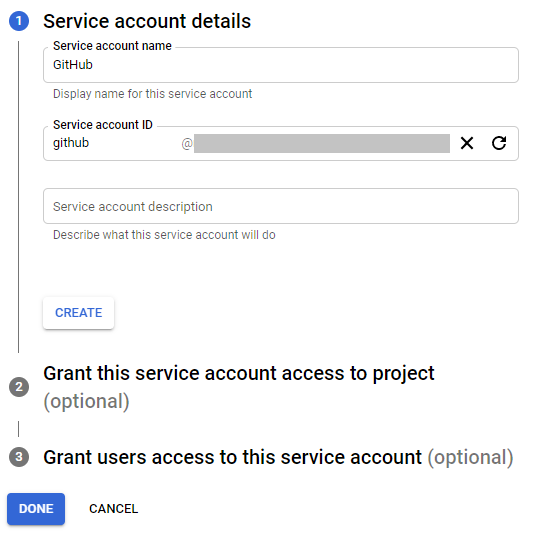 1 Service account details
Service account name
GitHub
Display name for this service account
Service account ID
github @
Service account description
Describe what this service account will do
CREATE
2 Grant this service account access to project
(optional)
3 Grant users access to this service account (optional)
DONE CANCEL